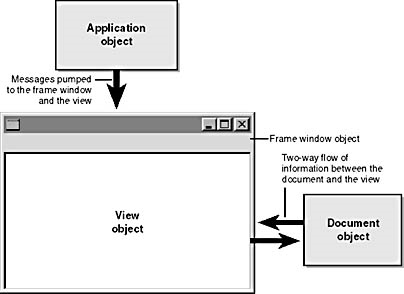 Application
object
Messages pumped
to the frame window
and the view
Frame window object
Two-way flow of
information between the
document and the view
View
object
Document
object